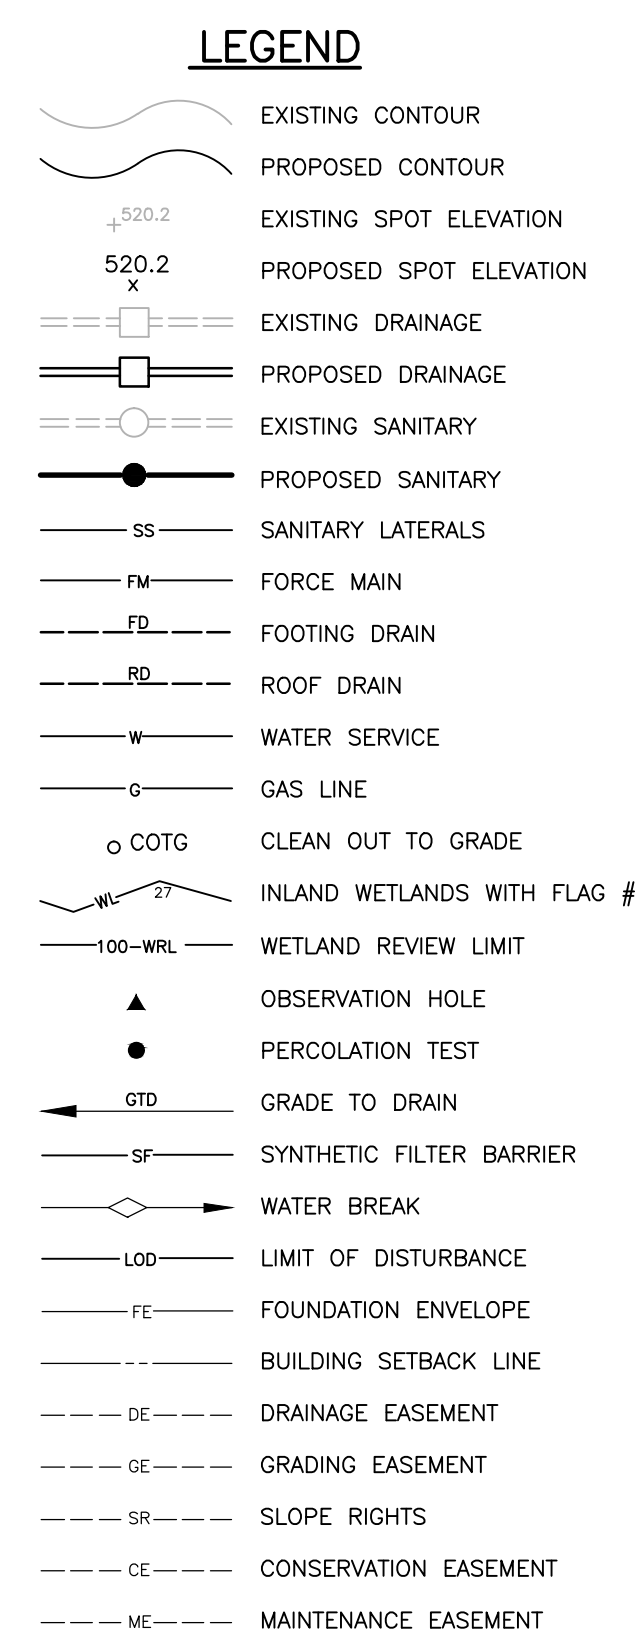 LEGEND
EXISTING CONTOUR
PROPOSED CONTOUR
+520.2 EXISTING SPOT ELEVATION
520.2 PROPOSED SPOT ELEVATION
x
EXISTING DRAINAGE
PROPOSED DRAINAGE
EXISTING SANITARY
PROPOSED SANITARY
SS SANITARY LATERALS
FM FORCE MAIN
FD FOOTING DRAIN
RD ROOF DRAIN
W WATER SERVICE
G GAS LINE
COTG CLEAN OUT TO GRADE
WL 27 INLAND WETLANDS WITH FLAG #
100-WRL WETLAND REVIEW LIMIT
OBSERVATION HOLE
PERCOLATION TEST
GTD GRADE TO DRAIN
SF SYNTHETIC FILTER BARRIER
WATER BREAK
LOD LIMIT OF DISTURBANCE
FE FOUNDATION ENVELOPE
BUILDING SETBACK LINE
DE DRAINAGE EASEMENT
GE GRADING EASEMENT
SR SLOPE RIGHTS
CE CONSERVATION EASEMENT
ME MAINTENANCE EASEMENT